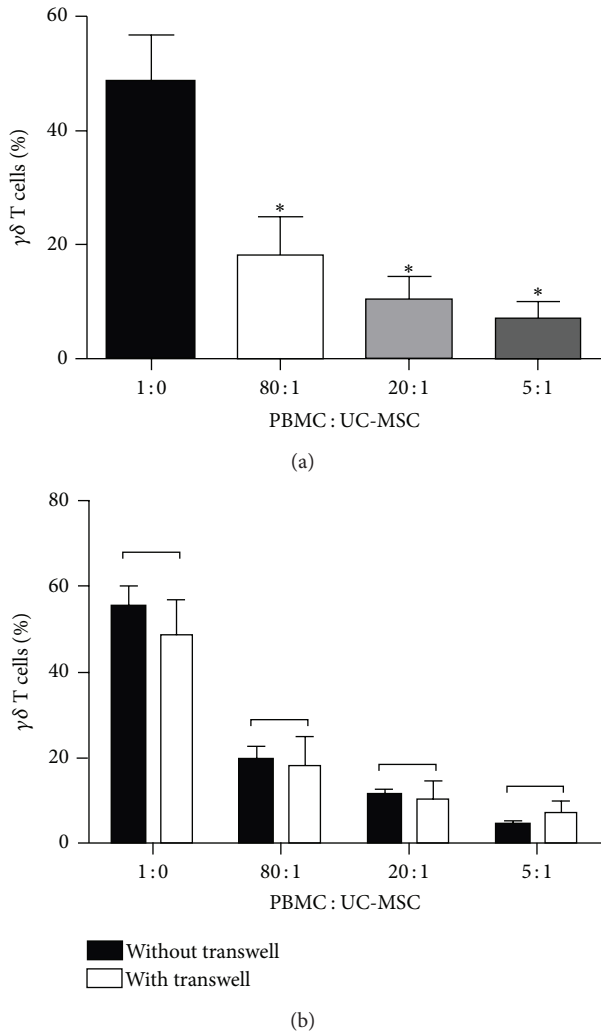 60
40
20
0
γδ T cells (%)
* * *
1:0 80:1 20:1 5:1
PBMC : UC-MSC
(a)
80
60
40
20
0
γδ T cells (%)
1:0 80:1 20:1 5:1
PBMC : UC-MSC
Without transwell
With transwell
(b)